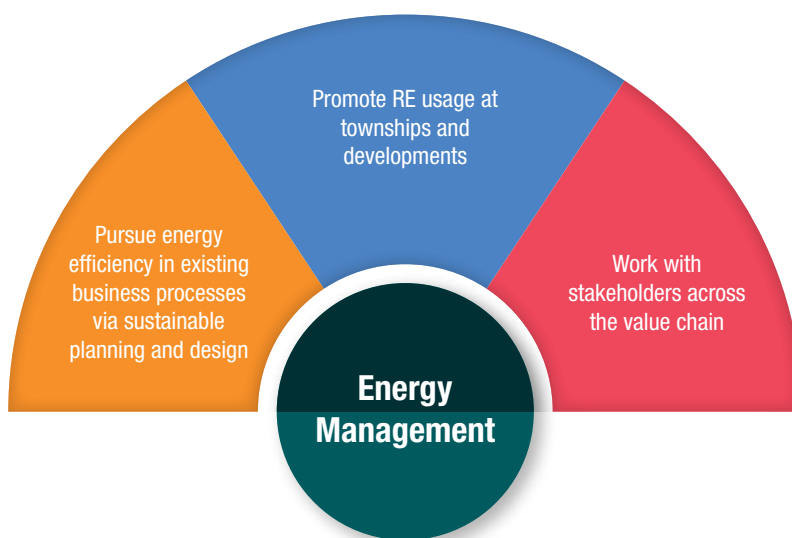 Promote RE usage at
townships and
developments
Pursue energy
efficiency in existing
business processes
via sustainable
planning and design
Work with
stakeholders across
the value chain
Energy
Management